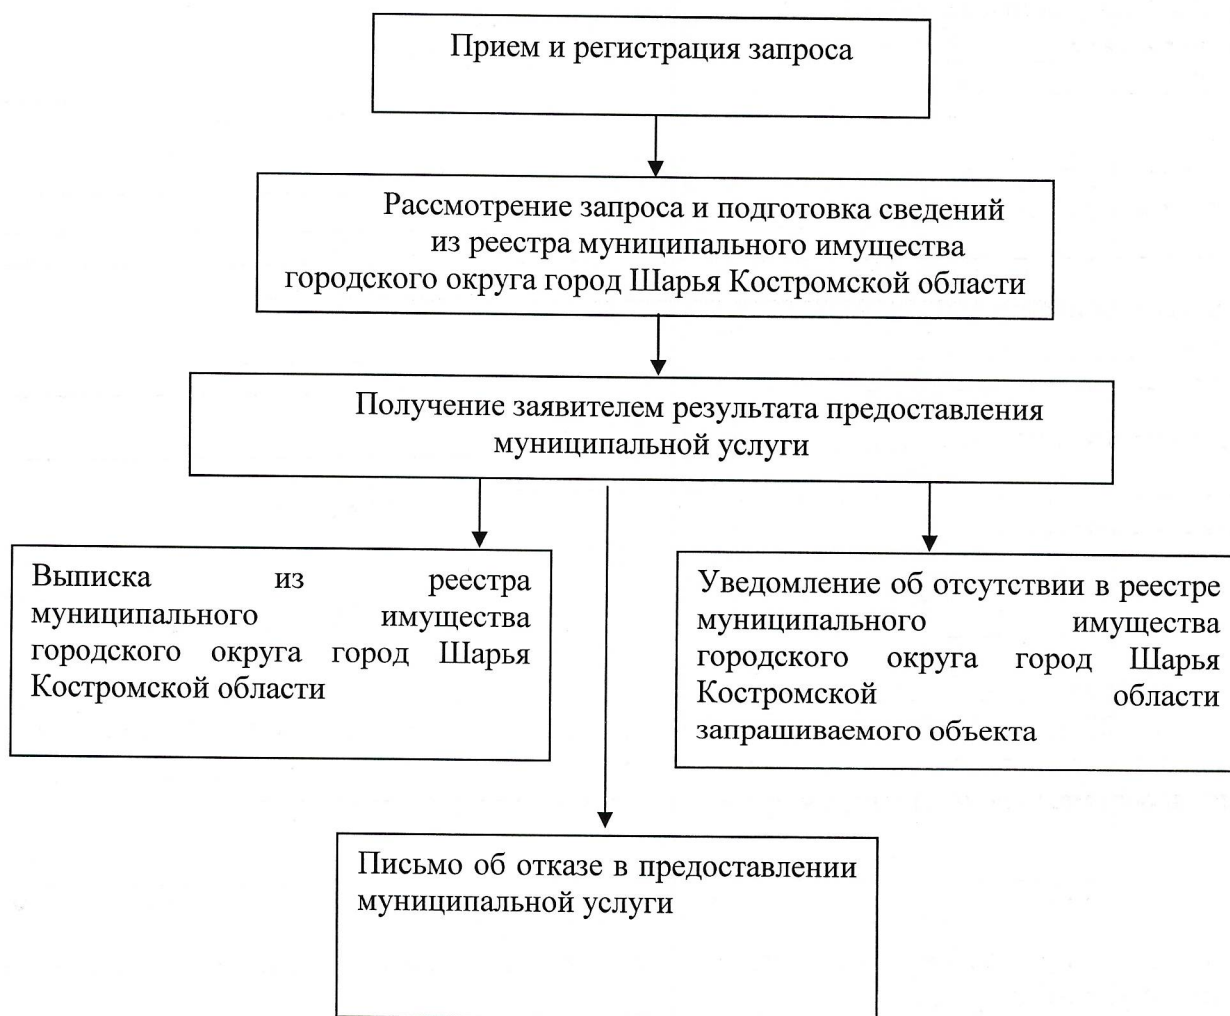 Прием и регистрация запроса
Рассмотрение запроса и подготовка сведений
из реестра муниципального имущества
городского округа город Шарья Костромской области
Получение заявителем результата предоставления
муниципальной услуги
Выписка из реестра
муниципального имущества
городского округа город Шарья
Костромской области
Уведомление об отсутствии в реестре
муниципального имущества
городского округа город Шарья
Костромской области
запрашиваемого объекта
Письмо об отказе в предоставлении
муниципальной услуги